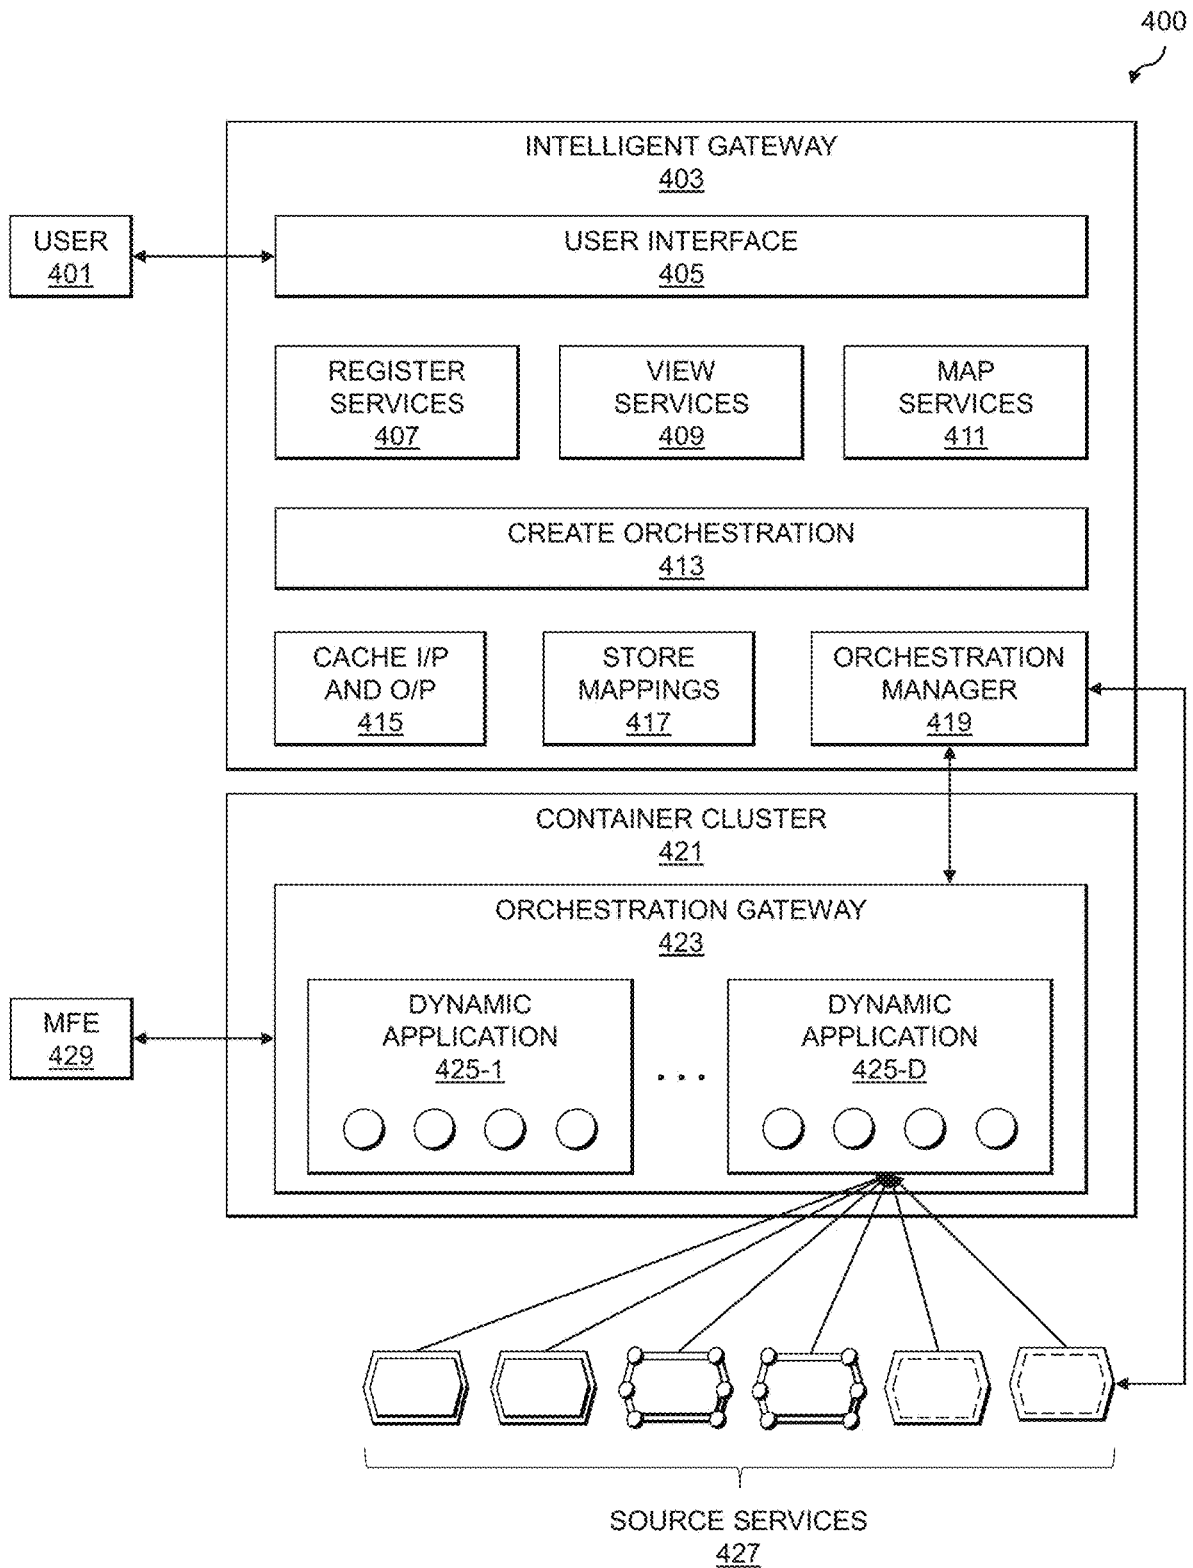 400
INTELLIGENT GATEWAY
403
USER
401
USER INTERFACE
405
REGISTER
SERVICES
407
VIEW
SERVICES
409
MAP
SERVICES
411
CREATE ORCHESTRATION
413
CACHE I/P
AND O/P
415
STORE
MAPPINGS
417
ORCHESTRATION
MANAGER
419
CONTAINER CLUSTER
421
ORCHESTRATION GATEWAY
423
MFE
429
DYNAMIC
APPLICATION
425-1
. . .
DYNAMIC
APPLICATION
425-D
SOURCE SERVICES
427